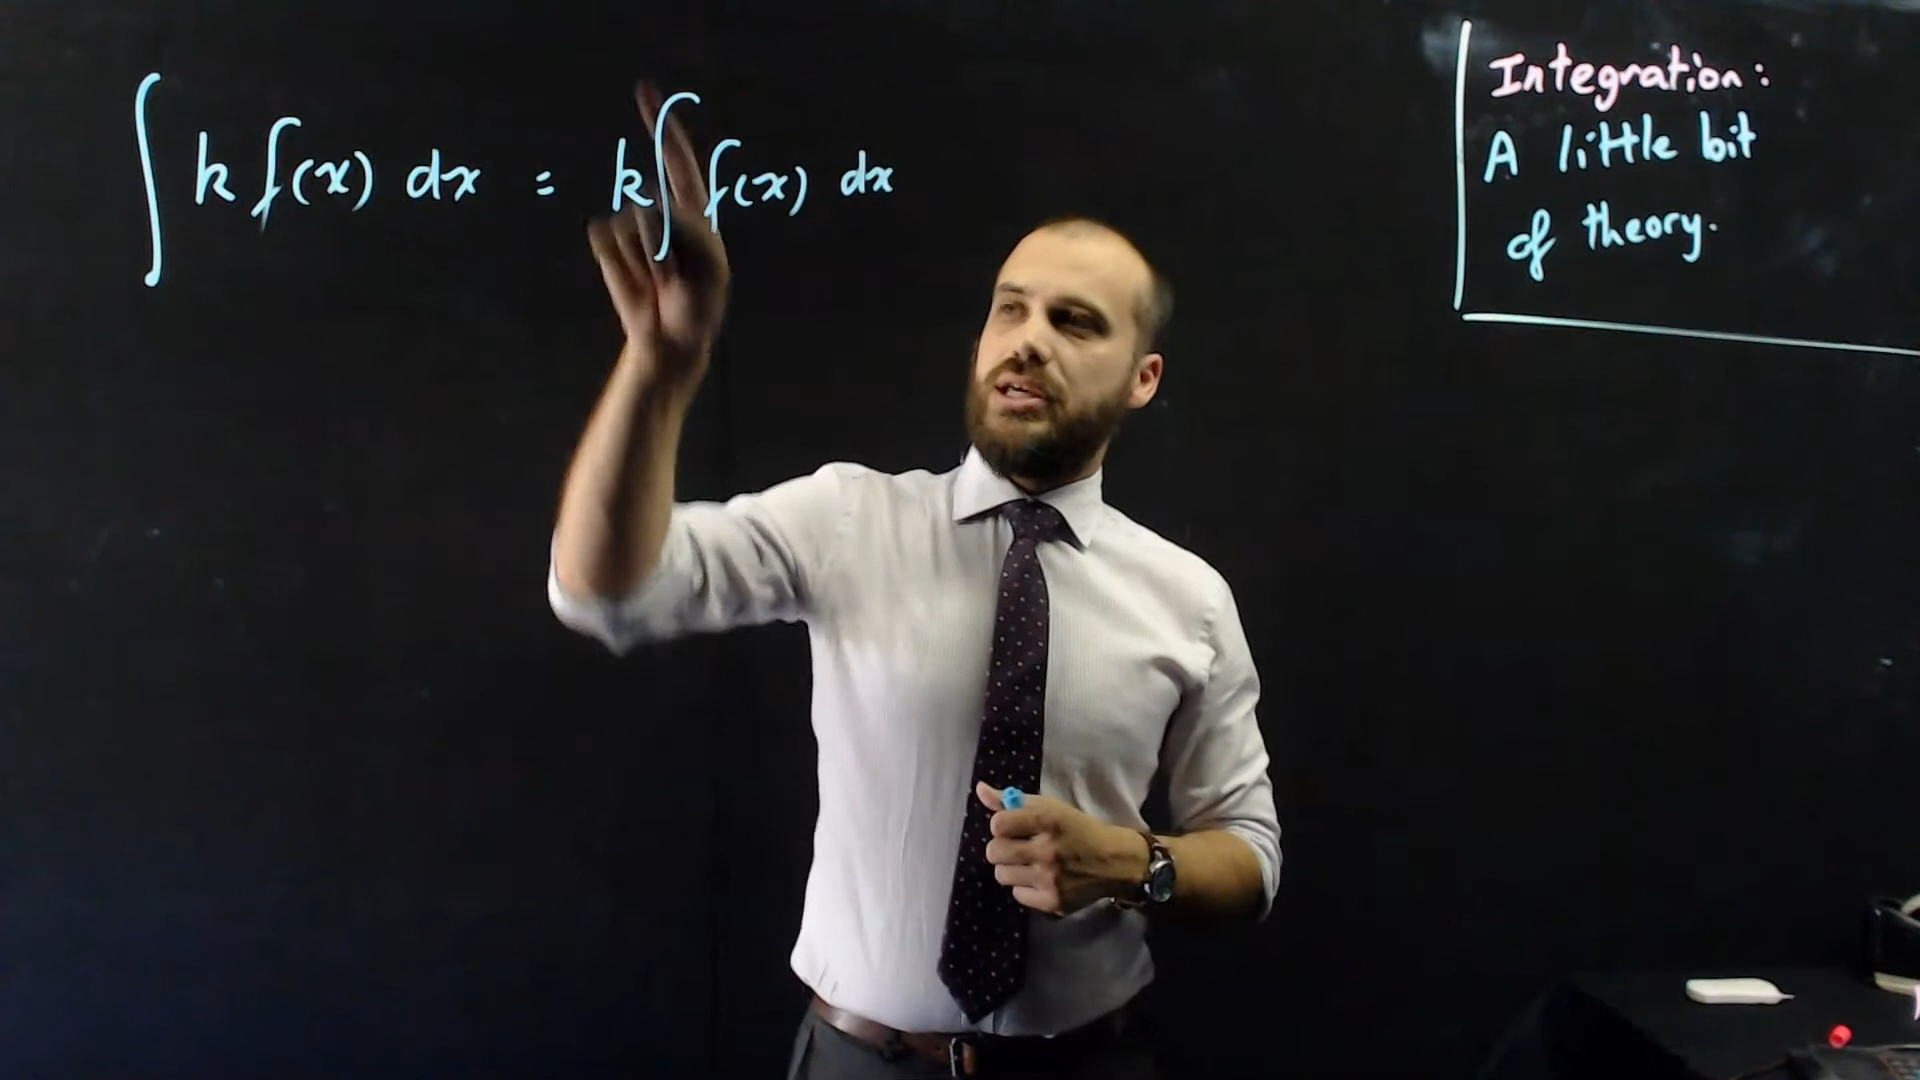 ∫ k f(x) dx = k ∫ f(x) dx
Integration:
A little bit
of theory.